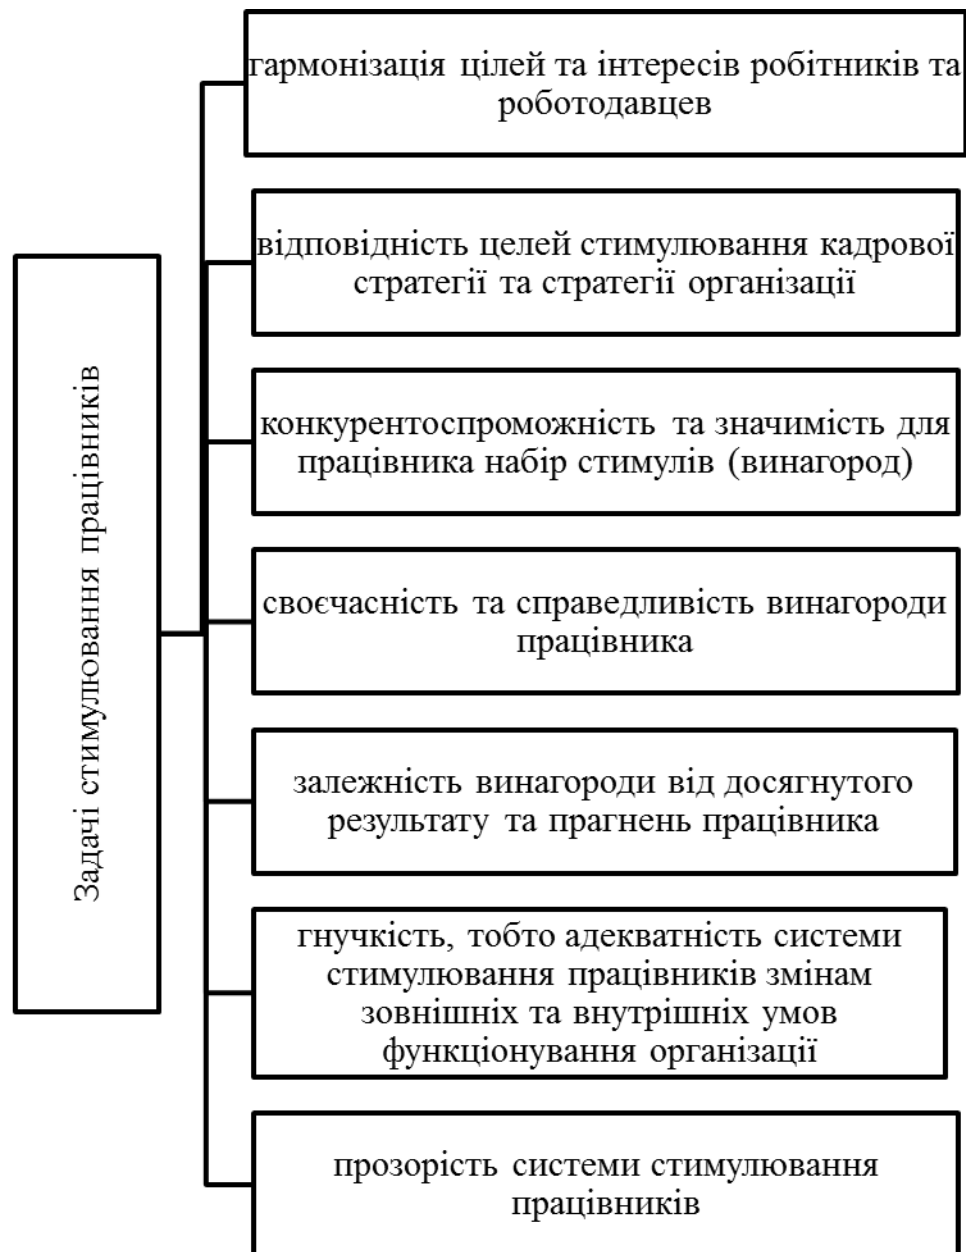 Задачі стимулювання працівників
гармонізація цілей та інтересів робітників та
роботодавцев
відповідність целей стимулювання кадрової
стратегії та стратегії організації
конкурентоспроможність та значимість для
працівника набір стимулів (винагород)
своєчасність та справедливість винагороди
працівника
залежність винагороди від досягнутого
результату та прагнень працівника
гнучкість, тобто адекватність системи
стимулювання працівників змінам
зовнішніх та внутрішніх умов
функціонування організації
прозорість системи стимулювання
працівників